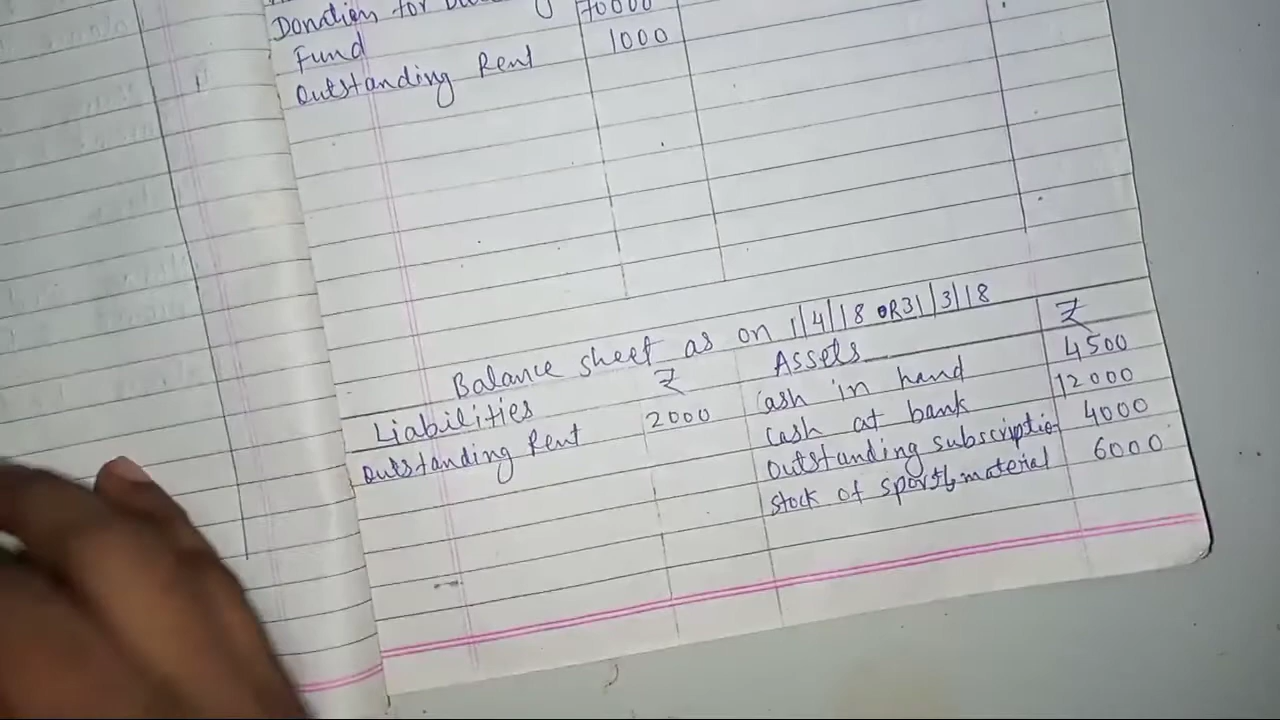 Donation for
70000
Fund
1000
Outstanding Rent
Balance sheet as on 1/4/18 OR 31/3/18
Liabilities ₹ Assets ₹
Outstanding Rent 2000 Cash in hand 4500
Cash at bank 12000
Outstanding subscription 4000
Stock of sports material 6000